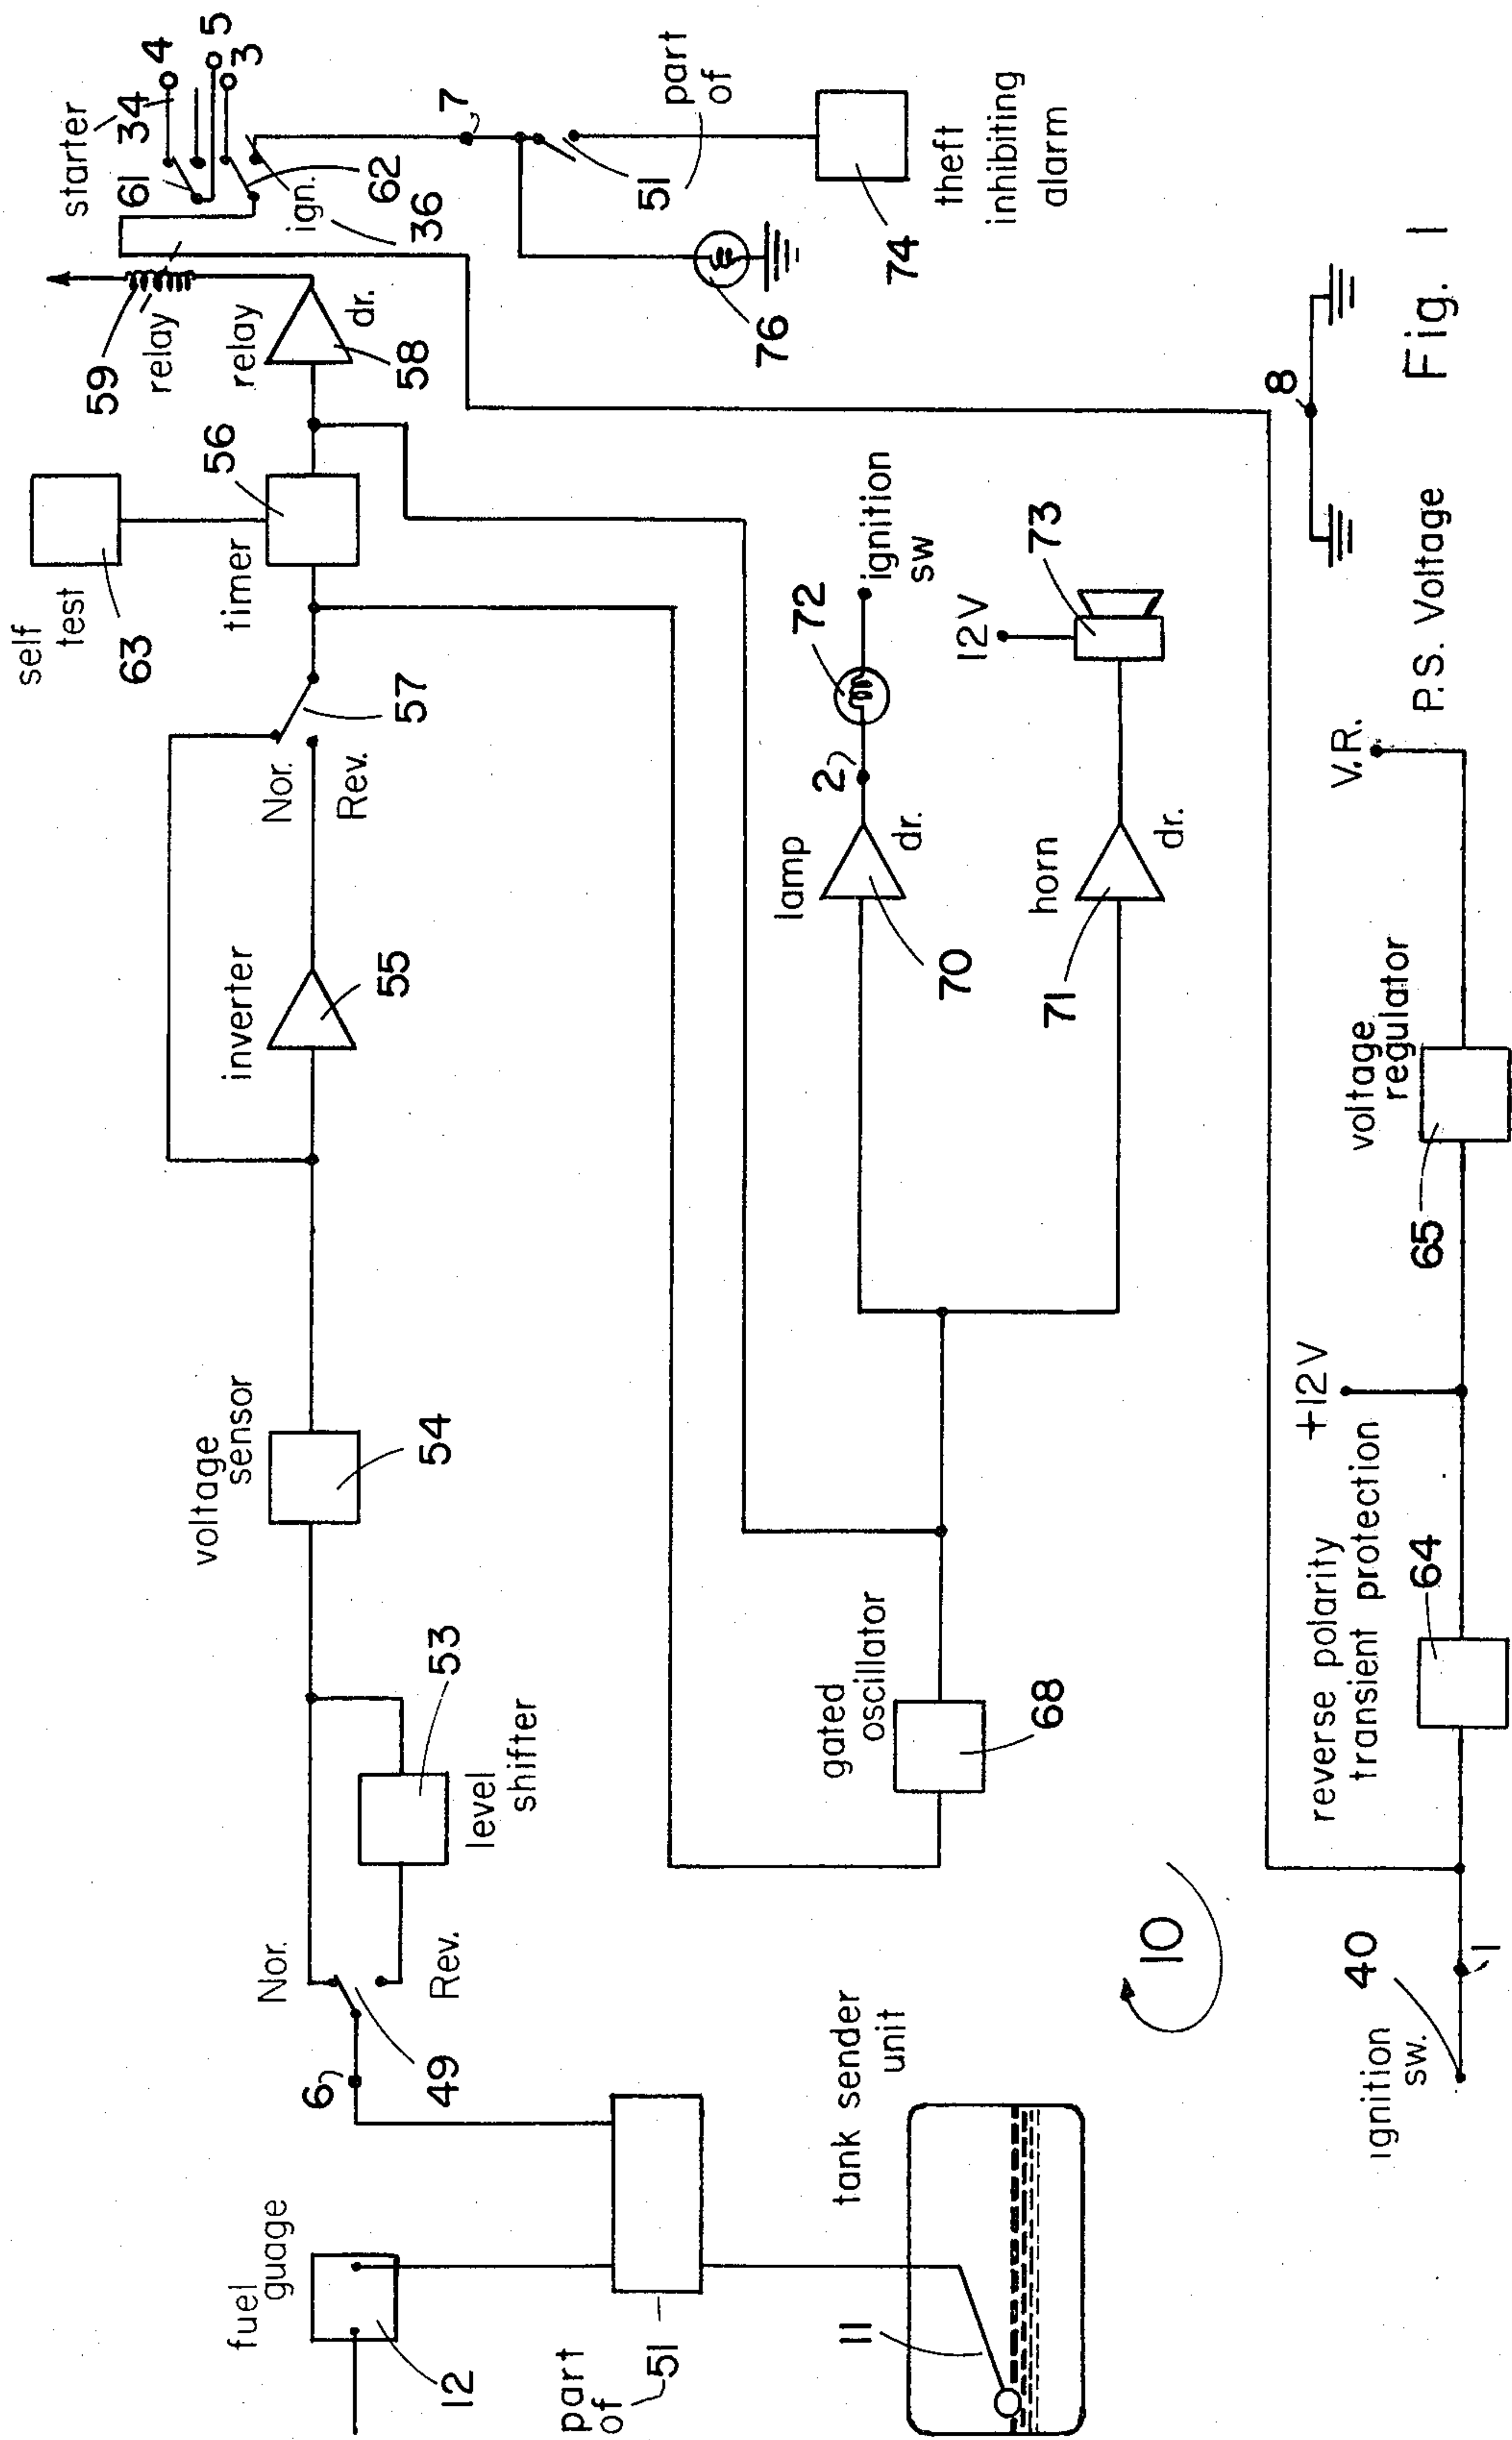 fuel
guage
12
part
of
51
tank sender
unit
11
10
6
49
Nor.
Rev.
53
level
shifter
voltage
sensor
54
inverter
55
Nor.
Rev.
57
self
test
63
timer
56
relay
dr.
58
59
relay
starter
34
61
4
5
3
ign.
62
36
7
51
part
of
74
theft
inhibiting
alarm
76
gated
oscillator
68
lamp
dr.
70
2
72
ignition
sw
horn
dr.
71
12V
73
ignition
sw.
40
1
reverse polarity
transient protection
64
+12V
voltage
regulator
65
V.R.
P.S. Voltage
8
Fig. 1